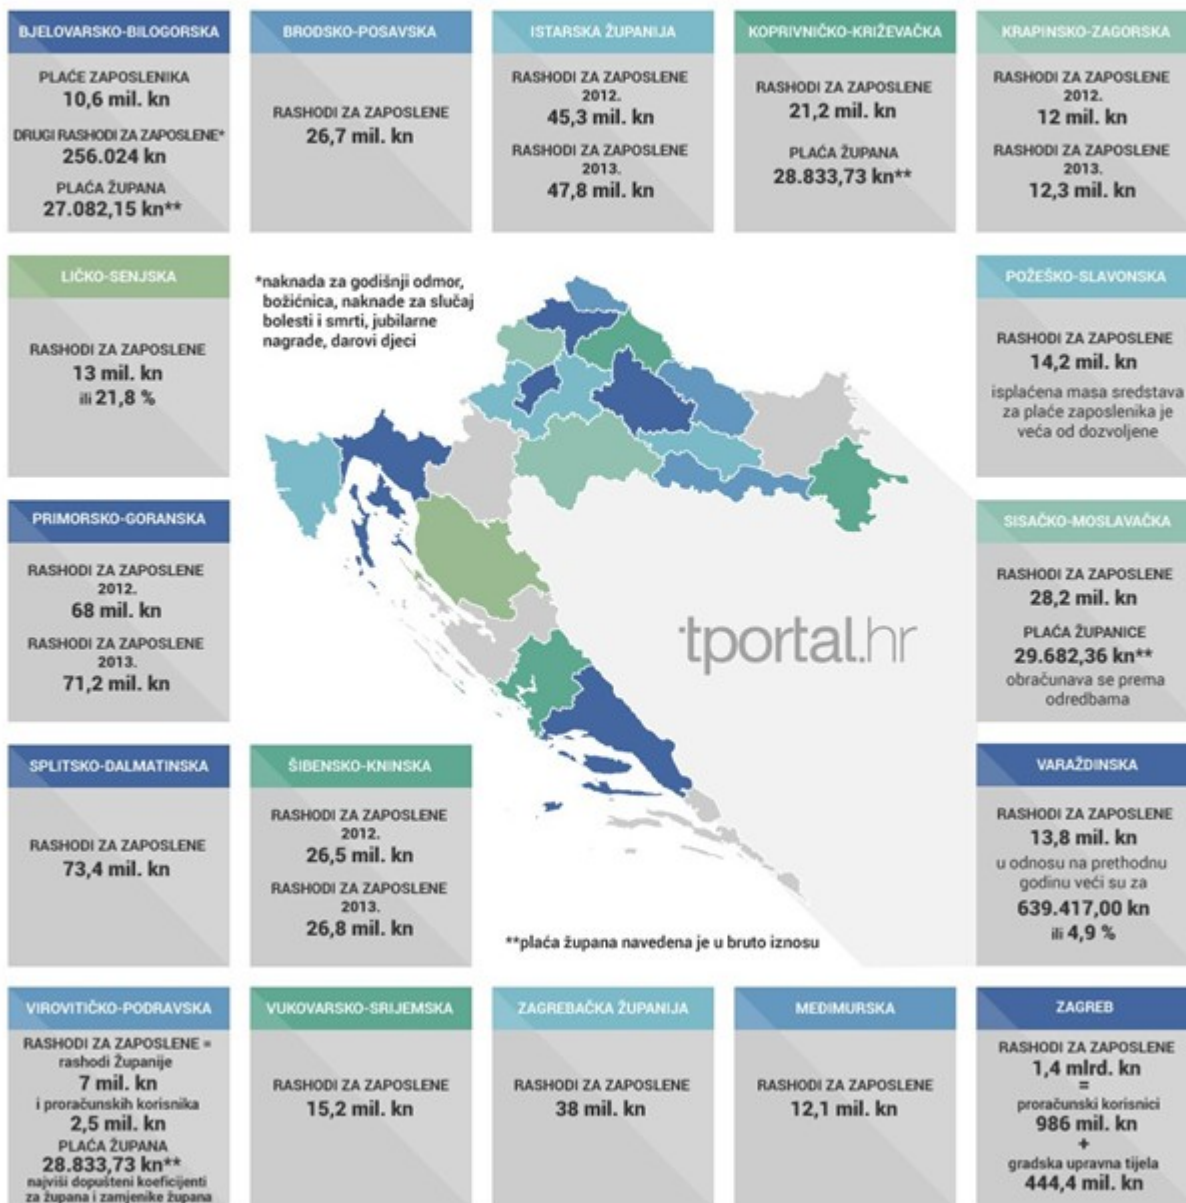 BJELOVARSKO-BILOGORSKA
PLAĆE ZAPOSLENIKA
10,6 mil. kn
DRUGI RASHODI ZA ZAPOSLENE*
256.024 kn
PLAĆA ŽUPANA
27.082,15 kn**
BRODSKO-POSAVSKA
RASHODI ZA ZAPOSLENE
26,7 mil. kn
ISTARSKA ŽUPANIJA
RASHODI ZA ZAPOSLENE
2012.
45,3 mil. kn
RASHODI ZA ZAPOSLENE
2013.
47,8 mil. kn
KOPRIVNIČKO-KRIŽEVAČKA
RASHODI ZA ZAPOSLENE
21,2 mil. kn
PLAĆA ŽUPANA
28.833,73 kn**
KRAPINSKO-ZAGORSKA
RASHODI ZA ZAPOSLENE
2012.
12 mil. kn
RASHODI ZA ZAPOSLENE
2013.
12,3 mil. kn
LIČKO-SENJSKA
RASHODI ZA ZAPOSLENE
13 mil. kn
ili 21,8 %
*naknada za godišnji odmor,
božićnica, naknade za slučaj
bolesti i smrti, jubilarne
nagrade, darovi djeci
POŽEŠKO-SLAVONSKA
RASHODI ZA ZAPOSLENE
14,2 mil. kn
isplaćena masa sredstava
za plaće zaposlenika je
veća od dozvoljene
PRIMORSKO-GORANSKA
RASHODI ZA ZAPOSLENE
2012.
68 mil. kn
RASHODI ZA ZAPOSLENE
2013.
71,2 mil. kn
tportal.hr
SISAČKO-MOSLAVAČKA
RASHODI ZA ZAPOSLENE
28,2 mil. kn
PLAĆA ŽUPANICE
29.682,36 kn**
obračunava se prema
odredbama
SPLITSKO-DALMATINSKA
RASHODI ZA ZAPOSLENE
73,4 mil. kn
ŠIBENSKO-KNINSKA
RASHODI ZA ZAPOSLENE
2012.
26,5 mil. kn
RASHODI ZA ZAPOSLENE
2013.
26,8 mil. kn
**plaća župana navedena je u bruto iznosu
VARAŽDINSKA
RASHODI ZA ZAPOSLENE
13,8 mil. kn
u odnosu na prethodnu
godinu veći su za
639.417,00 kn
ili 4,9 %
VIROVITIČKO-PODRAVSKA
RASHODI ZA ZAPOSLENE =
rashodi Županije
7 mil. kn
i proračunskih korisnika
2,5 mil. kn
PLAĆA ŽUPANA
28.833,73 kn**
najviši dopušteni koeficijenti
za župana i zamjenike župana
VUKOVARSKO-SRIJEMSKA
RASHODI ZA ZAPOSLENE
15,2 mil. kn
ZAGREBAČKA ŽUPANIJA
RASHODI ZA ZAPOSLENE
38 mil. kn
MEĐIMURSKA
RASHODI ZA ZAPOSLENE
12,1 mil. kn
ZAGREB
RASHODI ZA ZAPOSLENE
1,4 mlrd. kn
=
proračunski korisnici
986 mil. kn
+
gradska upravna tijela
444,4 mil. kn